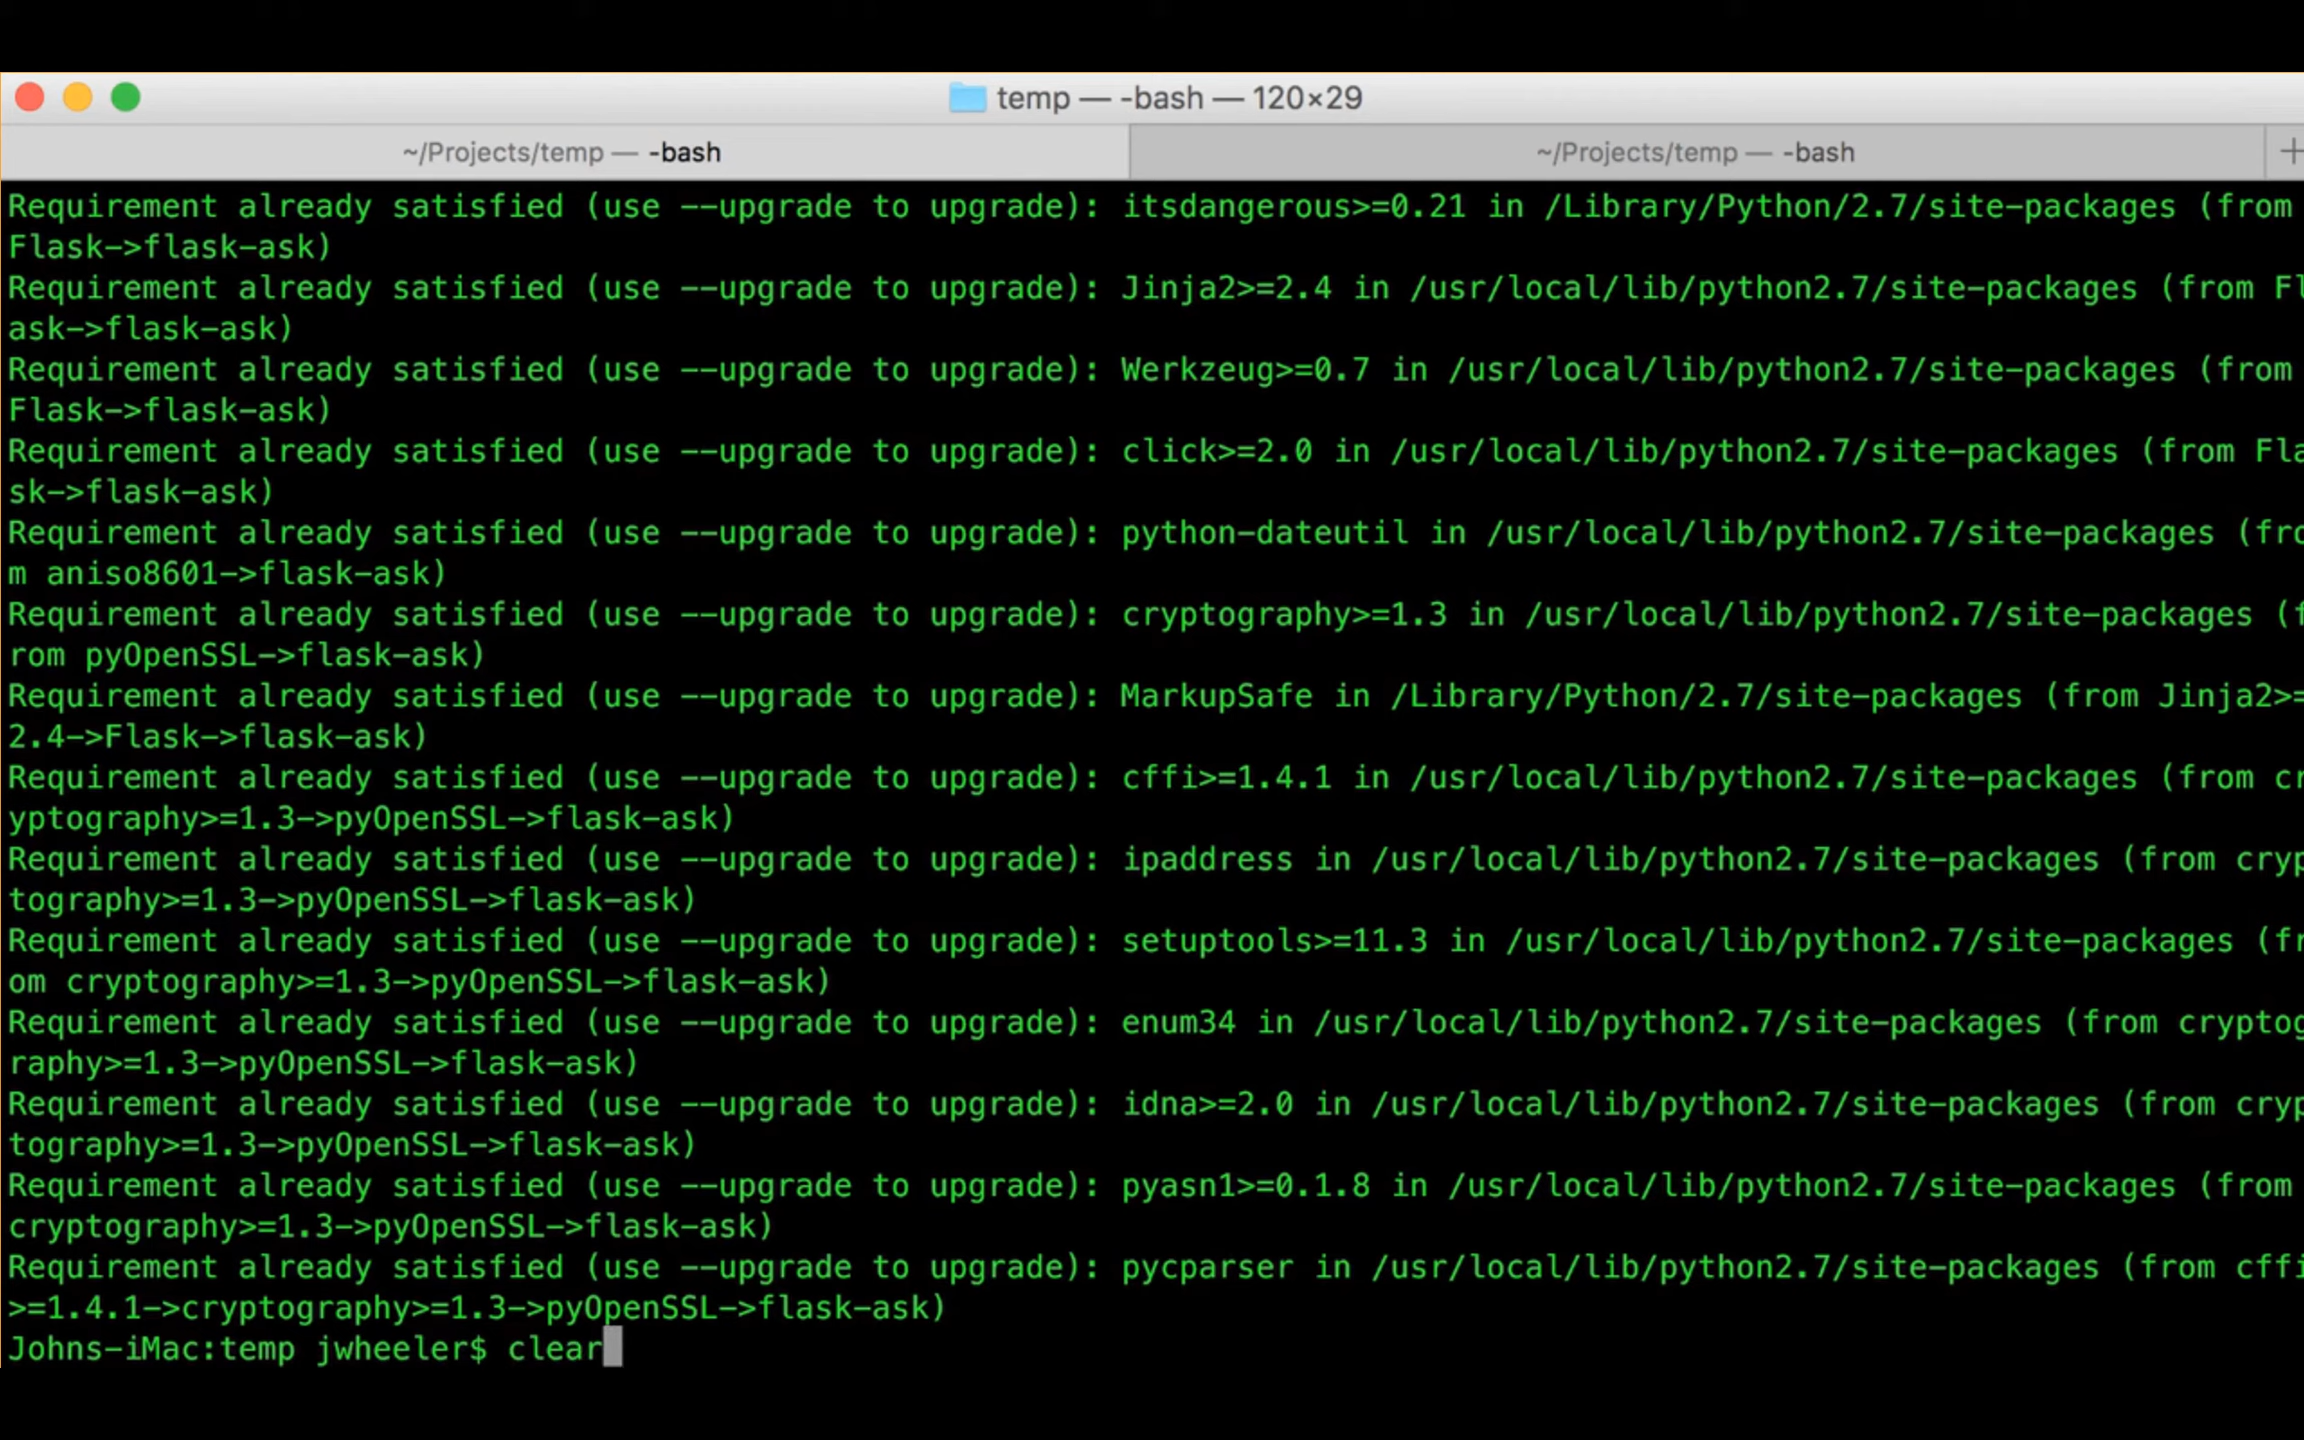 temp — -bash — 120×29
~/Projects/temp — -bash ~/Projects/temp — -bash +
Requirement already satisfied (use --upgrade to upgrade): itsdangerous>=0.21 in /Library/Python/2.7/site-packages (from
Flask->flask-ask)
Requirement already satisfied (use --upgrade to upgrade): Jinja2>=2.4 in /usr/local/lib/python2.7/site-packages (from Fl
ask->flask-ask)
Requirement already satisfied (use --upgrade to upgrade): Werkzeug>=0.7 in /usr/local/lib/python2.7/site-packages (from
Flask->flask-ask)
Requirement already satisfied (use --upgrade to upgrade): click>=2.0 in /usr/local/lib/python2.7/site-packages (from Fla
sk->flask-ask)
Requirement already satisfied (use --upgrade to upgrade): python-dateutil in /usr/local/lib/python2.7/site-packages (fro
m aniso8601->flask-ask)
Requirement already satisfied (use --upgrade to upgrade): cryptography>=1.3 in /usr/local/lib/python2.7/site-packages (f
rom pyOpenSSL->flask-ask)
Requirement already satisfied (use --upgrade to upgrade): MarkupSafe in /Library/Python/2.7/site-packages (from Jinja2>=
2.4->Flask->flask-ask)
Requirement already satisfied (use --upgrade to upgrade): cffi>=1.4.1 in /usr/local/lib/python2.7/site-packages (from cr
yptography>=1.3->pyOpenSSL->flask-ask)
Requirement already satisfied (use --upgrade to upgrade): ipaddress in /usr/local/lib/python2.7/site-packages (from cryp
tography>=1.3->pyOpenSSL->flask-ask)
Requirement already satisfied (use --upgrade to upgrade): setuptools>=11.3 in /usr/local/lib/python2.7/site-packages (fr
om cryptography>=1.3->pyOpenSSL->flask-ask)
Requirement already satisfied (use --upgrade to upgrade): enum34 in /usr/local/lib/python2.7/site-packages (from cryptog
raphy>=1.3->pyOpenSSL->flask-ask)
Requirement already satisfied (use --upgrade to upgrade): idna>=2.0 in /usr/local/lib/python2.7/site-packages (from cryp
tography>=1.3->pyOpenSSL->flask-ask)
Requirement already satisfied (use --upgrade to upgrade): pyasn1>=0.1.8 in /usr/local/lib/python2.7/site-packages (from
cryptography>=1.3->pyOpenSSL->flask-ask)
Requirement already satisfied (use --upgrade to upgrade): pycparser in /usr/local/lib/python2.7/site-packages (from cffi
>=1.4.1->cryptography>=1.3->pyOpenSSL->flask-ask)
Johns-iMac:temp jwheeler$ clear